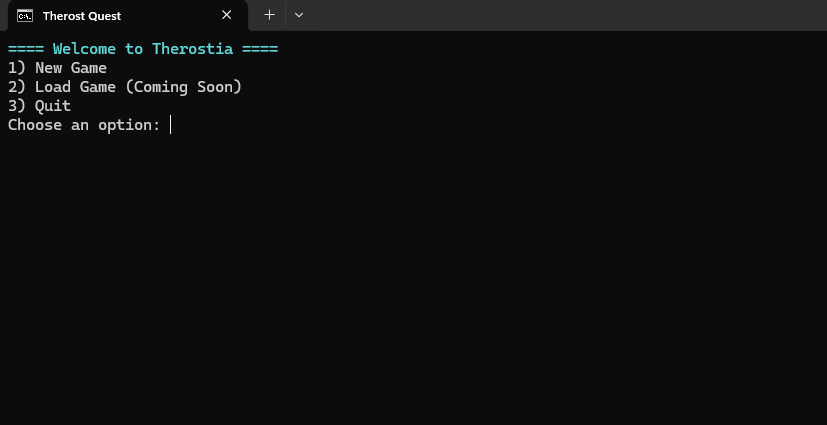 Therost Quest
==== Welcome to Therostia ====
1) New Game
2) Load Game (Coming Soon)
3) Quit
Choose an option: